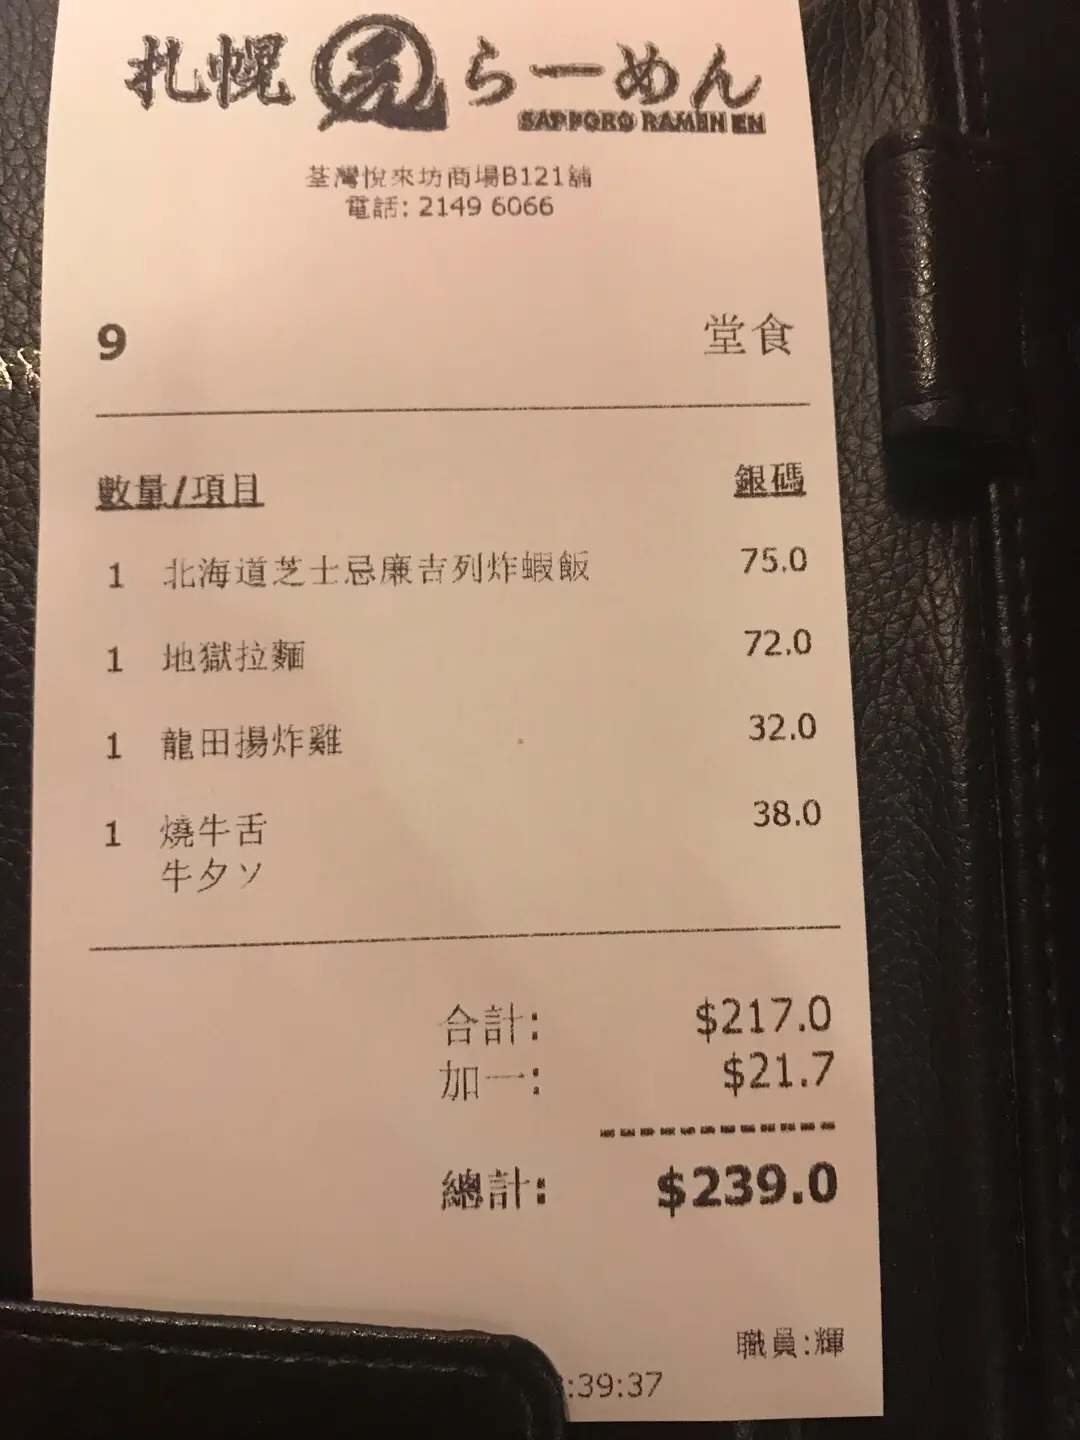 札幌 円 らーめん
SAPPORO RAMEN EN
荃灣悅來坊商場B121舖
電話: 2149 6066
9 堂食
數量/項目 銀碼
1 北海道芝士忌廉吉列炸蝦飯 75.0
1 地獄拉麵 72.0
1 龍田揚炸雞 32.0
1 燒牛舌 38.0
牛タソ
合計: $217.0
加一: $21.7
總計: $239.0
職員:輝
:39:37